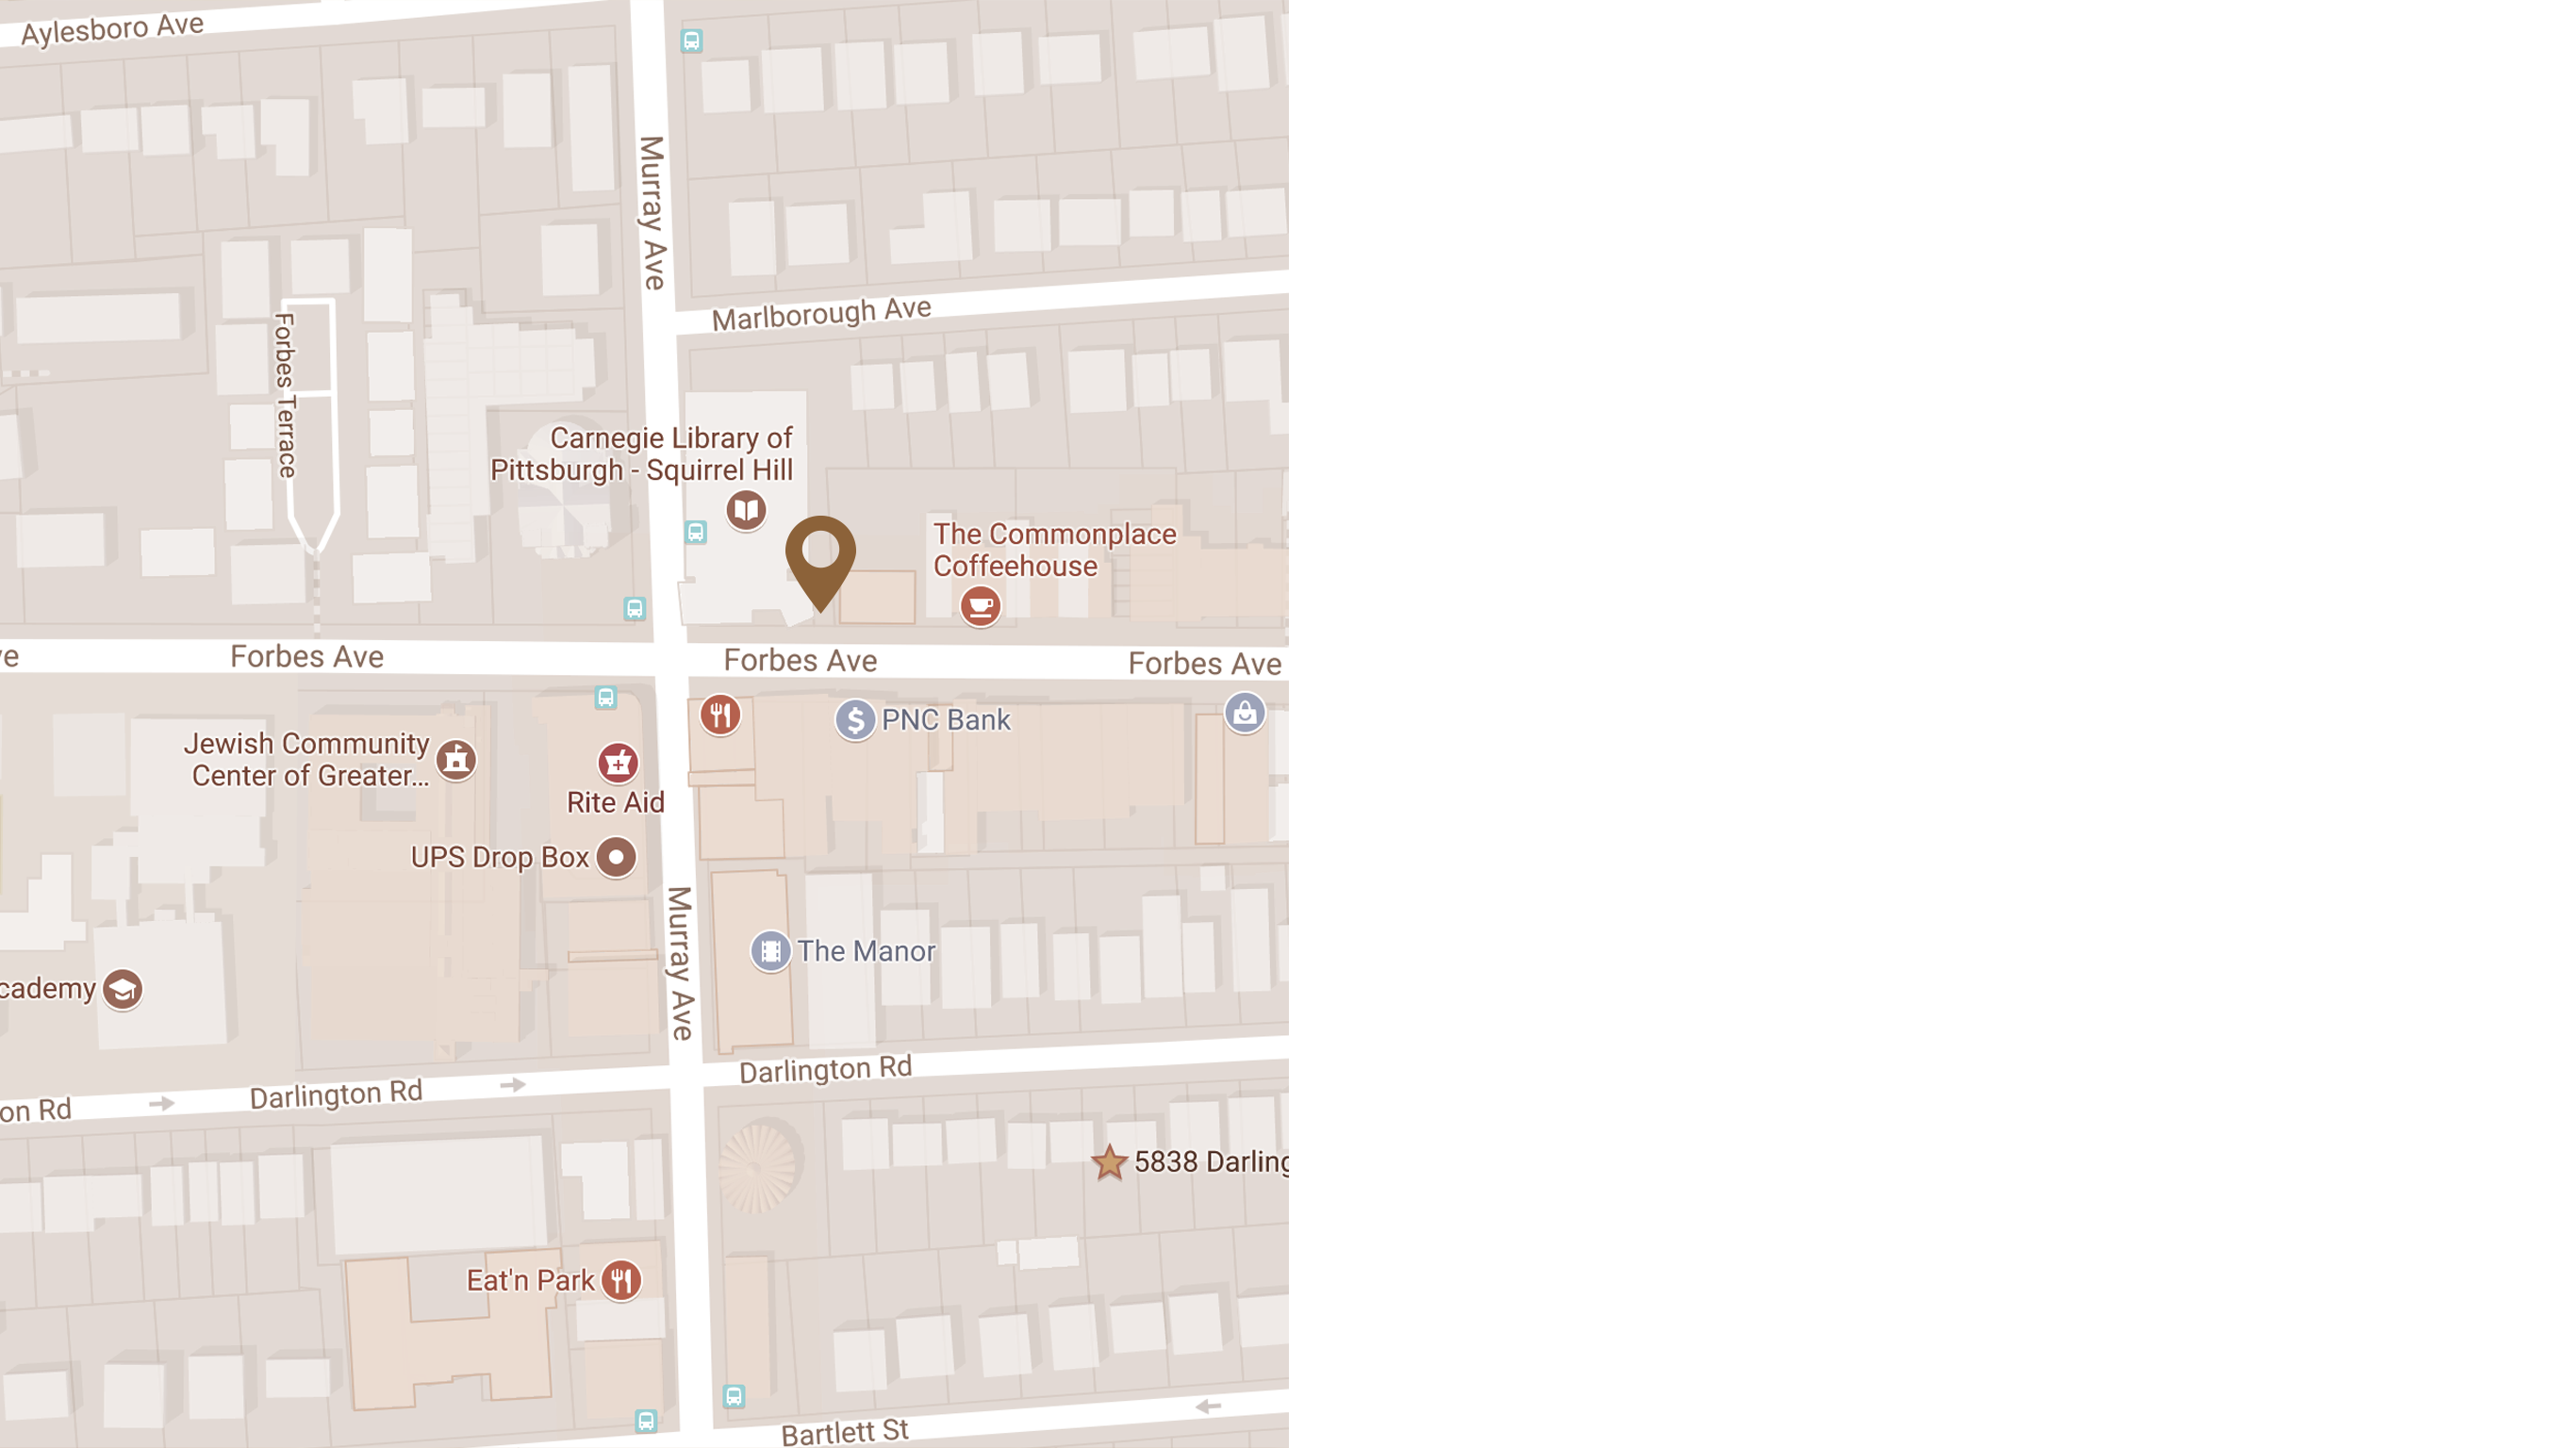 Aylesboro Ave
Murray Ave
Marlborough Ave
Forbes Terrace
Carnegie Library of
Pittsburgh - Squirrel Hill
The Commonplace
Coffeehouse
ve
Forbes Ave
Forbes Ave
Forbes Ave
PNC Bank
Jewish Community
Center of Greater...
Rite Aid
UPS Drop Box
Murray Ave
The Manor
cademy
Darlington Rd
Darlington Rd
on Rd
5838 Darling
Eat'n Park
Bartlett St